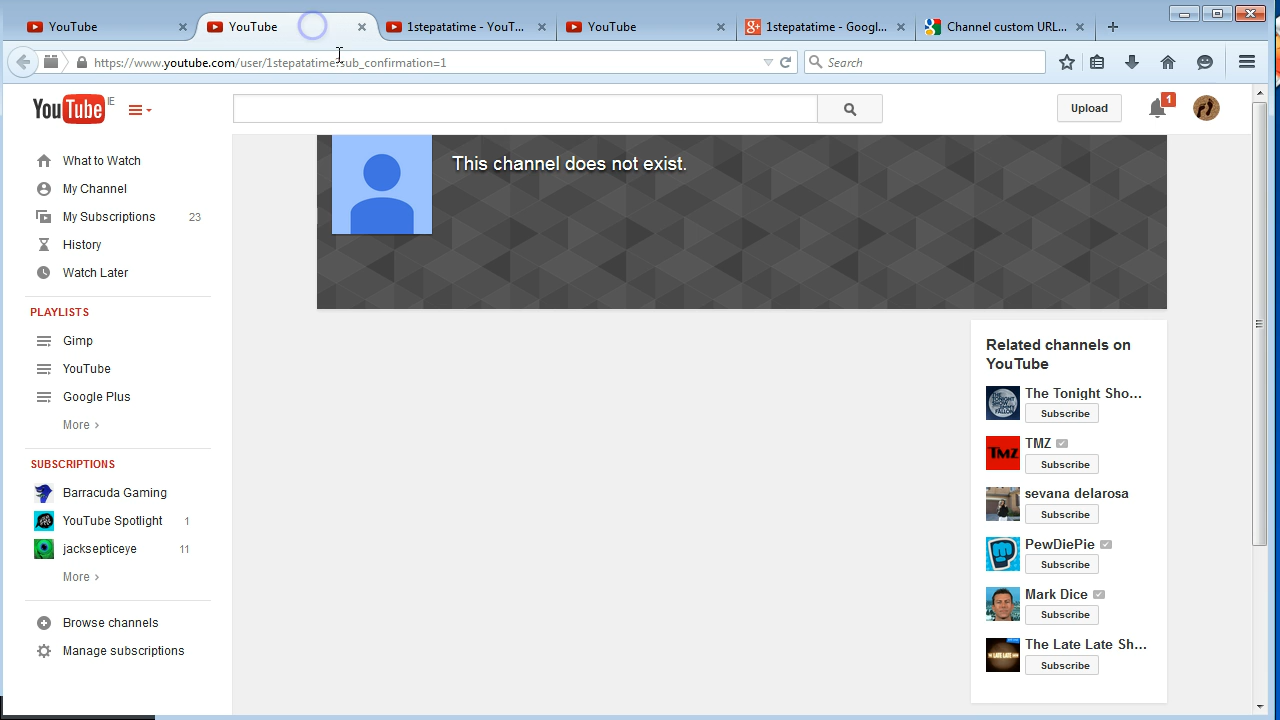 YouTube
YouTube
1stepatatime - YouT...
YouTube
1stepatatime - Googl...
Channel custom URL...
https://www.youtube.com/user/1stepatatime?sub_confirmation=1
Search
YouTube IE
Upload
1
What to Watch
My Channel
My Subscriptions 23
History
Watch Later
PLAYLISTS
Gimp
YouTube
Google Plus
More ›
SUBSCRIPTIONS
Barracuda Gaming
YouTube Spotlight 1
jacksepticeye 11
More ›
Browse channels
Manage subscriptions
This channel does not exist.
Related channels on
YouTube
The Tonight Sho...
Subscribe
TMZ
Subscribe
sevana delarosa
Subscribe
PewDiePie
Subscribe
Mark Dice
Subscribe
The Late Late Sh...
Subscribe